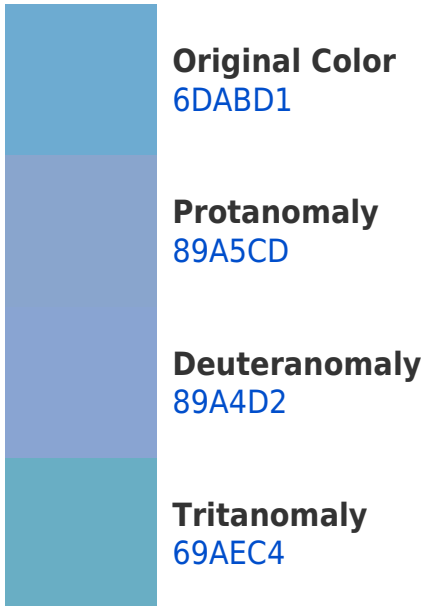 Original Color
6DABD1
Protanomaly
89A5CD
Deuteranomaly
89A4D2
Tritanomaly
69AEC4